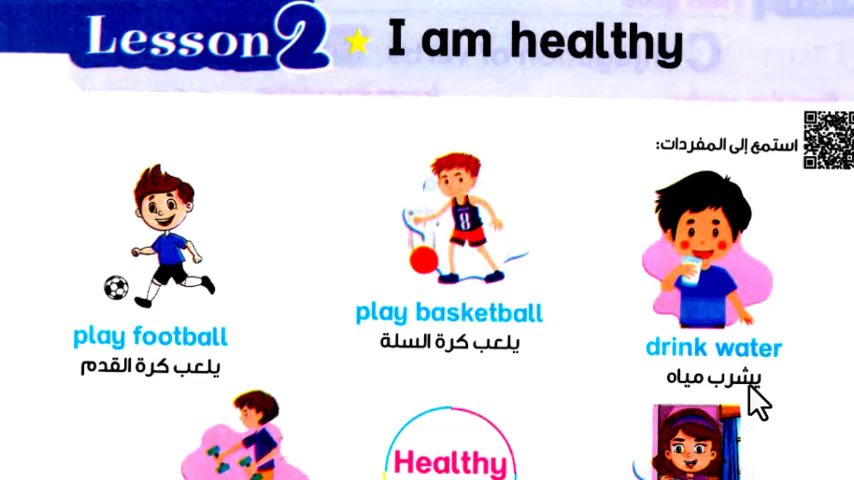 Lesson 2 I am healthy
استمع إلى المفردات:
play football
يلعب كرة القدم
play basketball
يلعب كرة السلة
drink water
يشرب مياه
8
Healthy